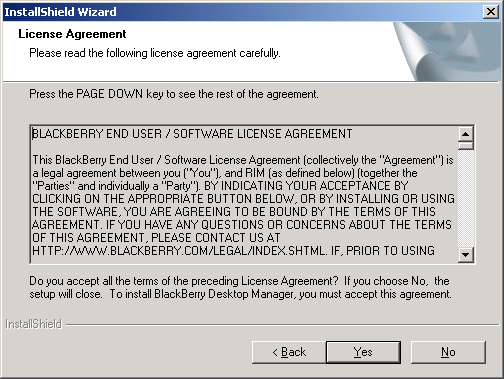 InstallShield Wizard
License Agreement
Please read the following license agreement carefully.
Press the PAGE DOWN key to see the rest of the agreement.
BLACKBERRY END USER / SOFTWARE LICENSE AGREEMENT
This BlackBerry End User / Software License Agreement (collectively the "Agreement") is
a legal agreement between you ("You"), and RIM (as defined below) (together the
"Parties" and individually a "Party"). BY INDICATING YOUR ACCEPTANCE BY
CLICKING ON THE APPROPRIATE BUTTON BELOW, OR BY INSTALLING OR USING
THE SOFTWARE, YOU ARE AGREEING TO BE BOUND BY THE TERMS OF THIS
AGREEMENT. IF YOU HAVE ANY QUESTIONS OR CONCERNS ABOUT THE TERMS
OF THIS AGREEMENT, PLEASE CONTACT US AT
HTTP://WWW.BLACKBERRY.COM/LEGAL/INDEX.SHTML. IF, PRIOR TO USING
Do you accept all the terms of the preceding License Agreement? If you choose No, the
setup will close. To install BlackBerry Desktop Manager, you must accept this agreement.
InstallShield
< Back Yes No